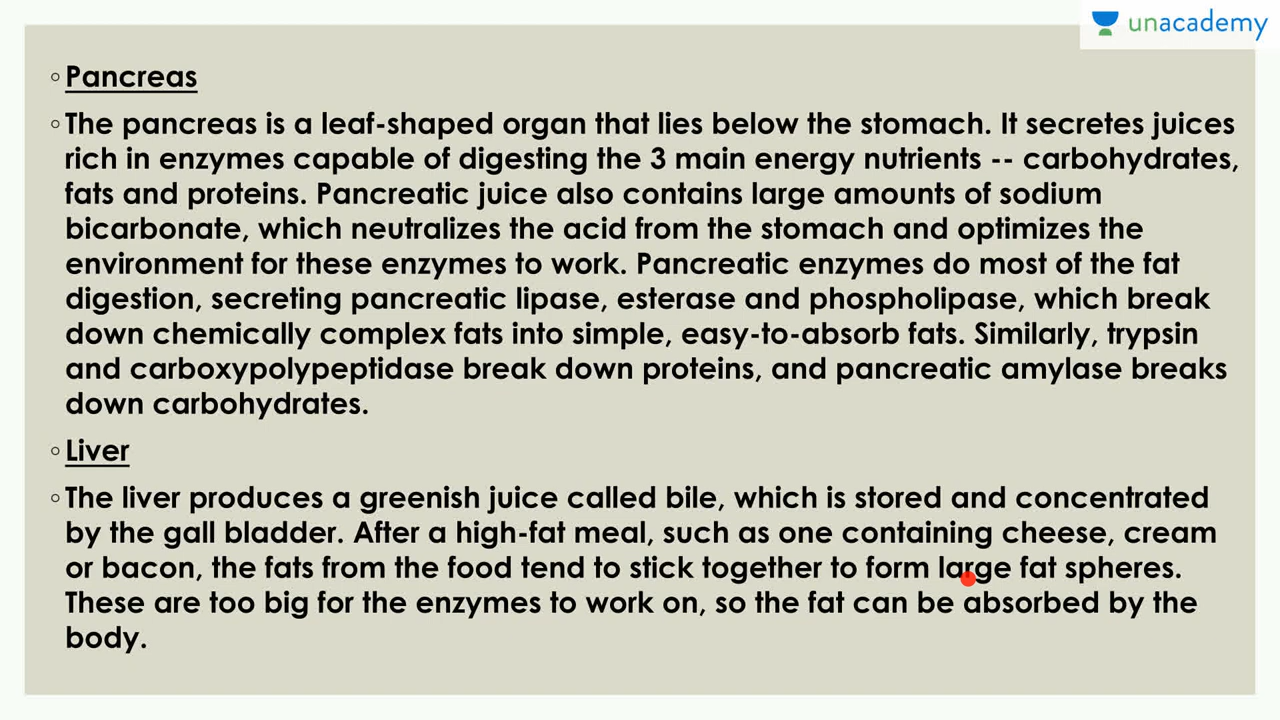 unacademy
◦ Pancreas
◦ The pancreas is a leaf-shaped organ that lies below the stomach. It secretes juices
rich in enzymes capable of digesting the 3 main energy nutrients -- carbohydrates,
fats and proteins. Pancreatic juice also contains large amounts of sodium
bicarbonate, which neutralizes the acid from the stomach and optimizes the
environment for these enzymes to work. Pancreatic enzymes do most of the fat
digestion, secreting pancreatic lipase, esterase and phospholipase, which break
down chemically complex fats into simple, easy-to-absorb fats. Similarly, trypsin
and carboxypolypeptidase break down proteins, and pancreatic amylase breaks
down carbohydrates.
◦ Liver
◦ The liver produces a greenish juice called bile, which is stored and concentrated
by the gall bladder. After a high-fat meal, such as one containing cheese, cream
or bacon, the fats from the food tend to stick together to form large fat spheres.
These are too big for the enzymes to work on, so the fat can be absorbed by the
body.